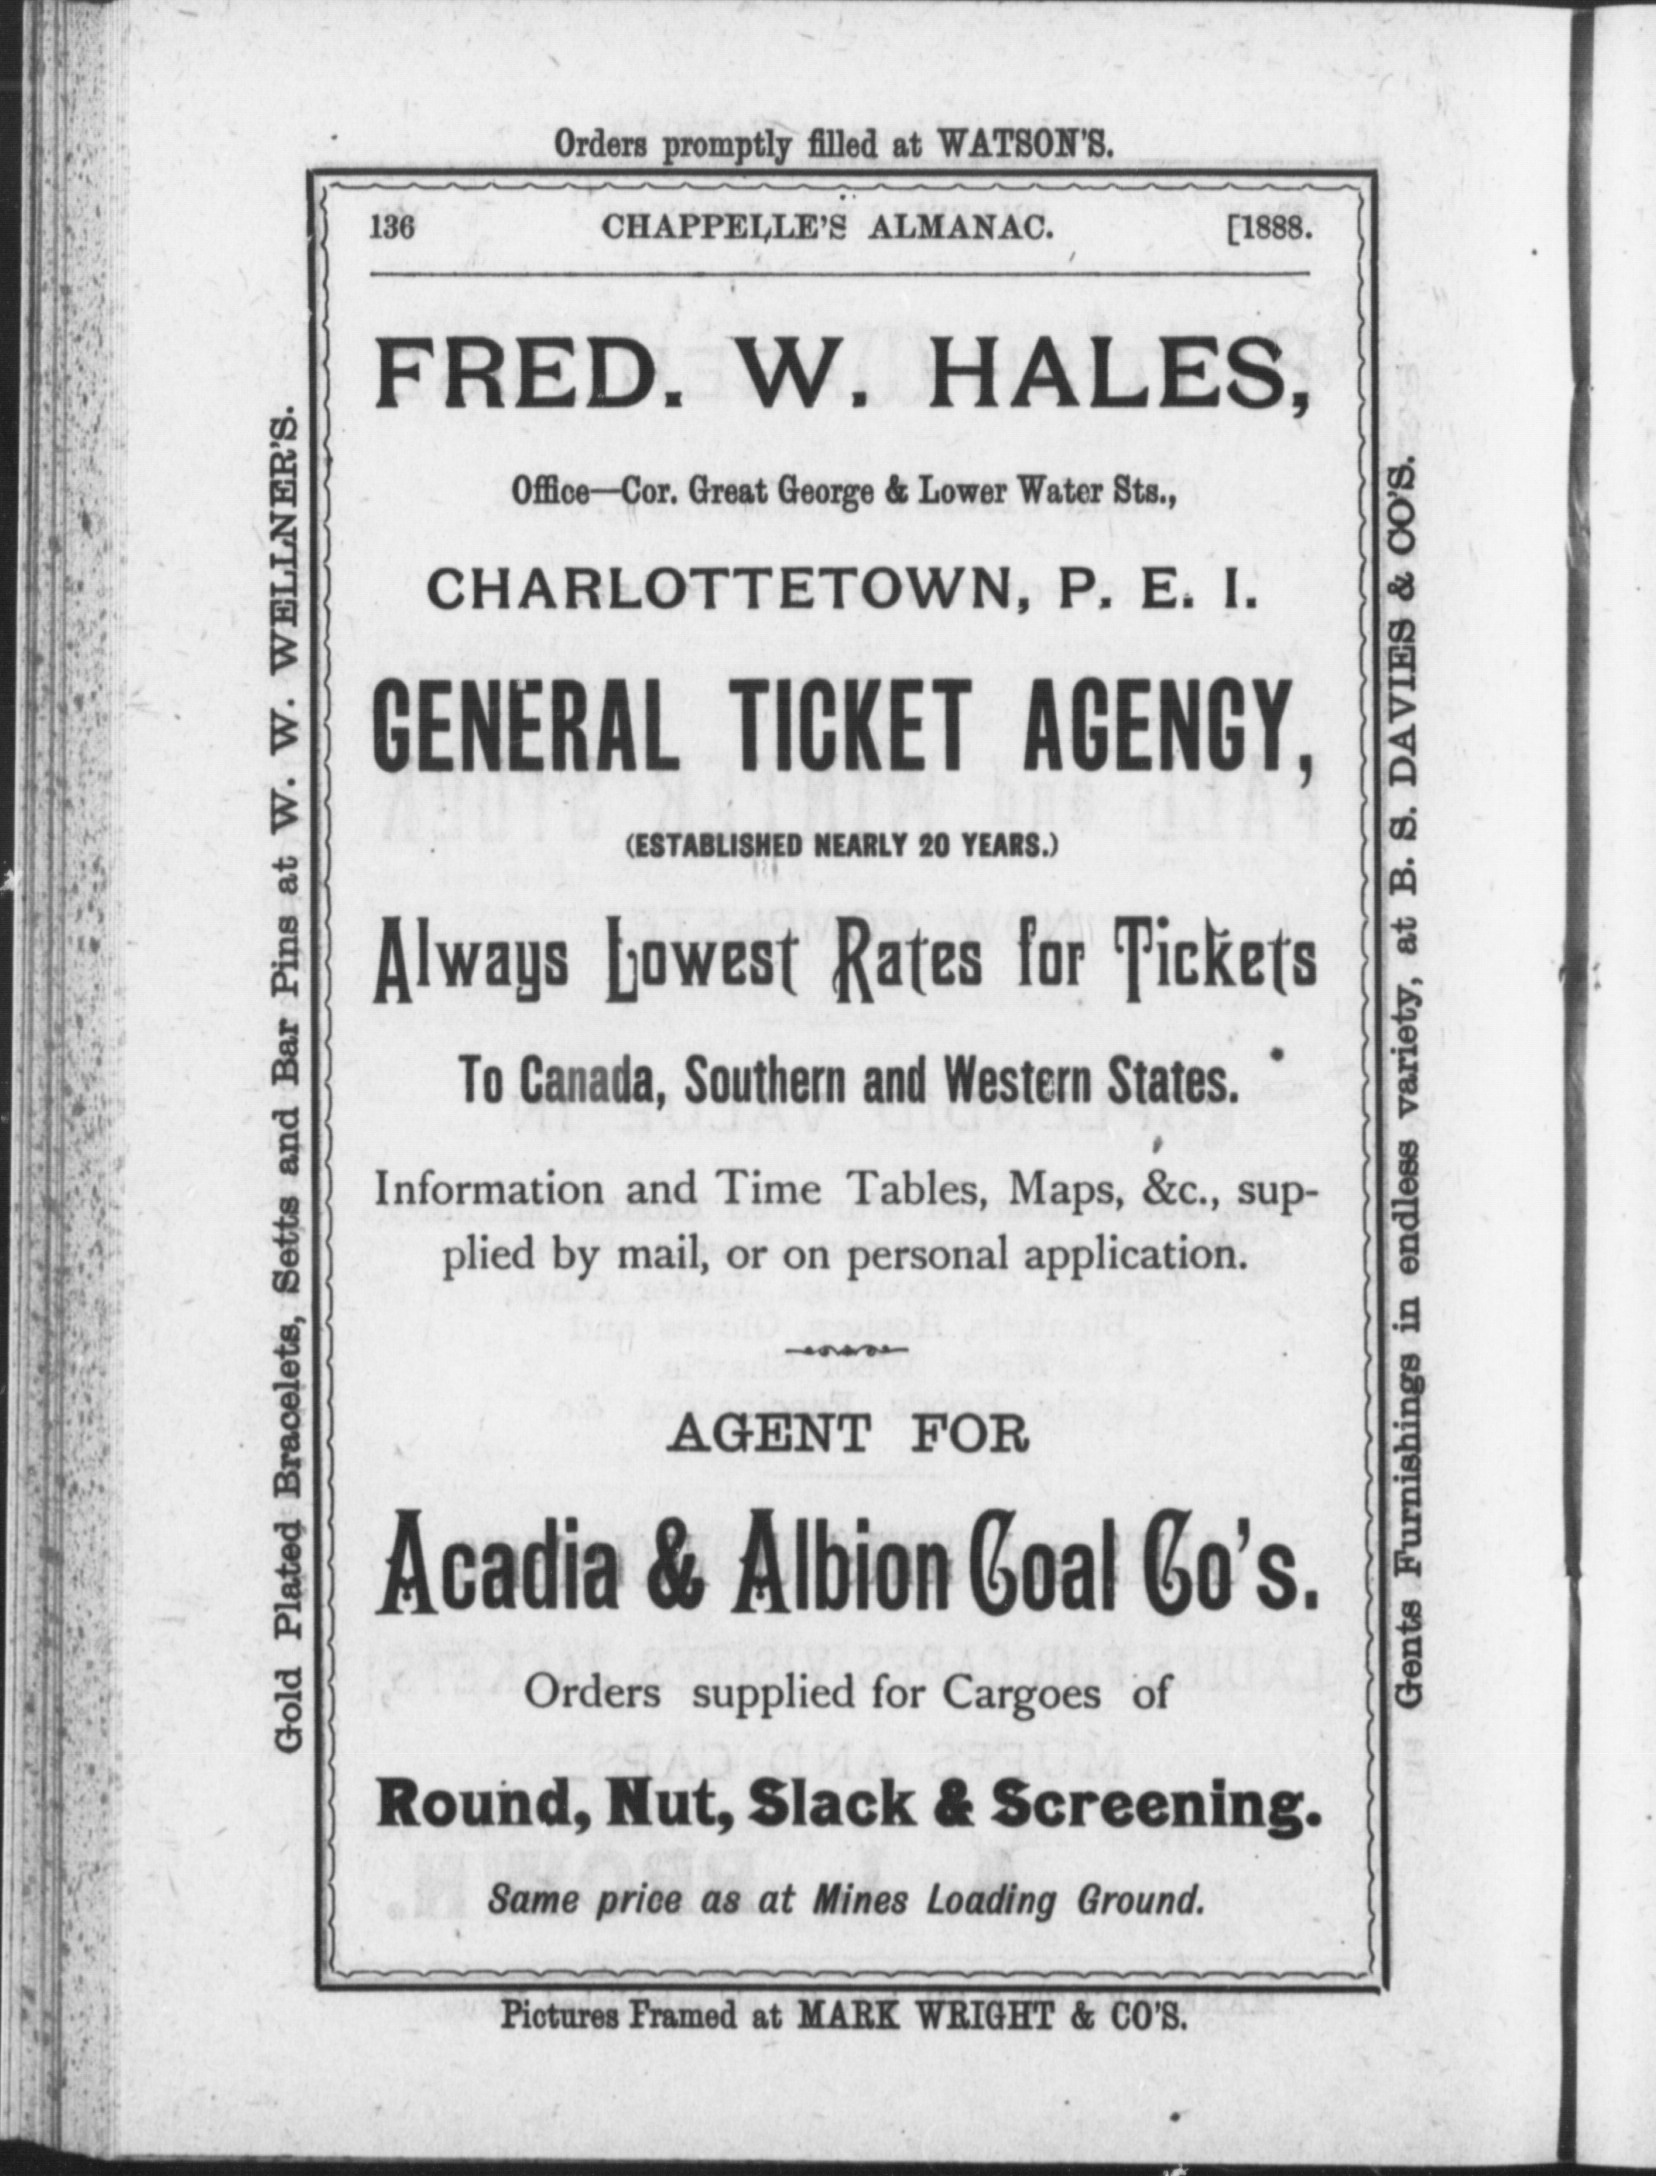 Orders promptly filled at WATSON'S.
136 CHAPPELLE'S ALMANAC. [1888.
FRED. W. HALES,
Office—Cor. Great George & Lower Water Sts.,
CHARLOTTETOWN, P. E. I.
GENERAL TICKET AGENGY,
(ESTABLISHED NEARLY 20 YEARS.)
Always Lowest Rates for Tickets
To Canada, Southern and Western States.
Information and Time Tables, Maps, &c., sup-
plied by mail, or on personal application.
AGENT FOR
Acadia & Albion Coal Co's.
Orders supplied for Cargoes of
Round, Nut, Slack & Screening.
Same price as at Mines Loading Ground.
Pictures Framed at MARK WRIGHT & CO'S.
Gold Plated Bracelets, Setts and Bar Pins at W. W. WELLNER'S.
Gents Furnishings in endless variety, at B. S. DAVIES & CO'S.